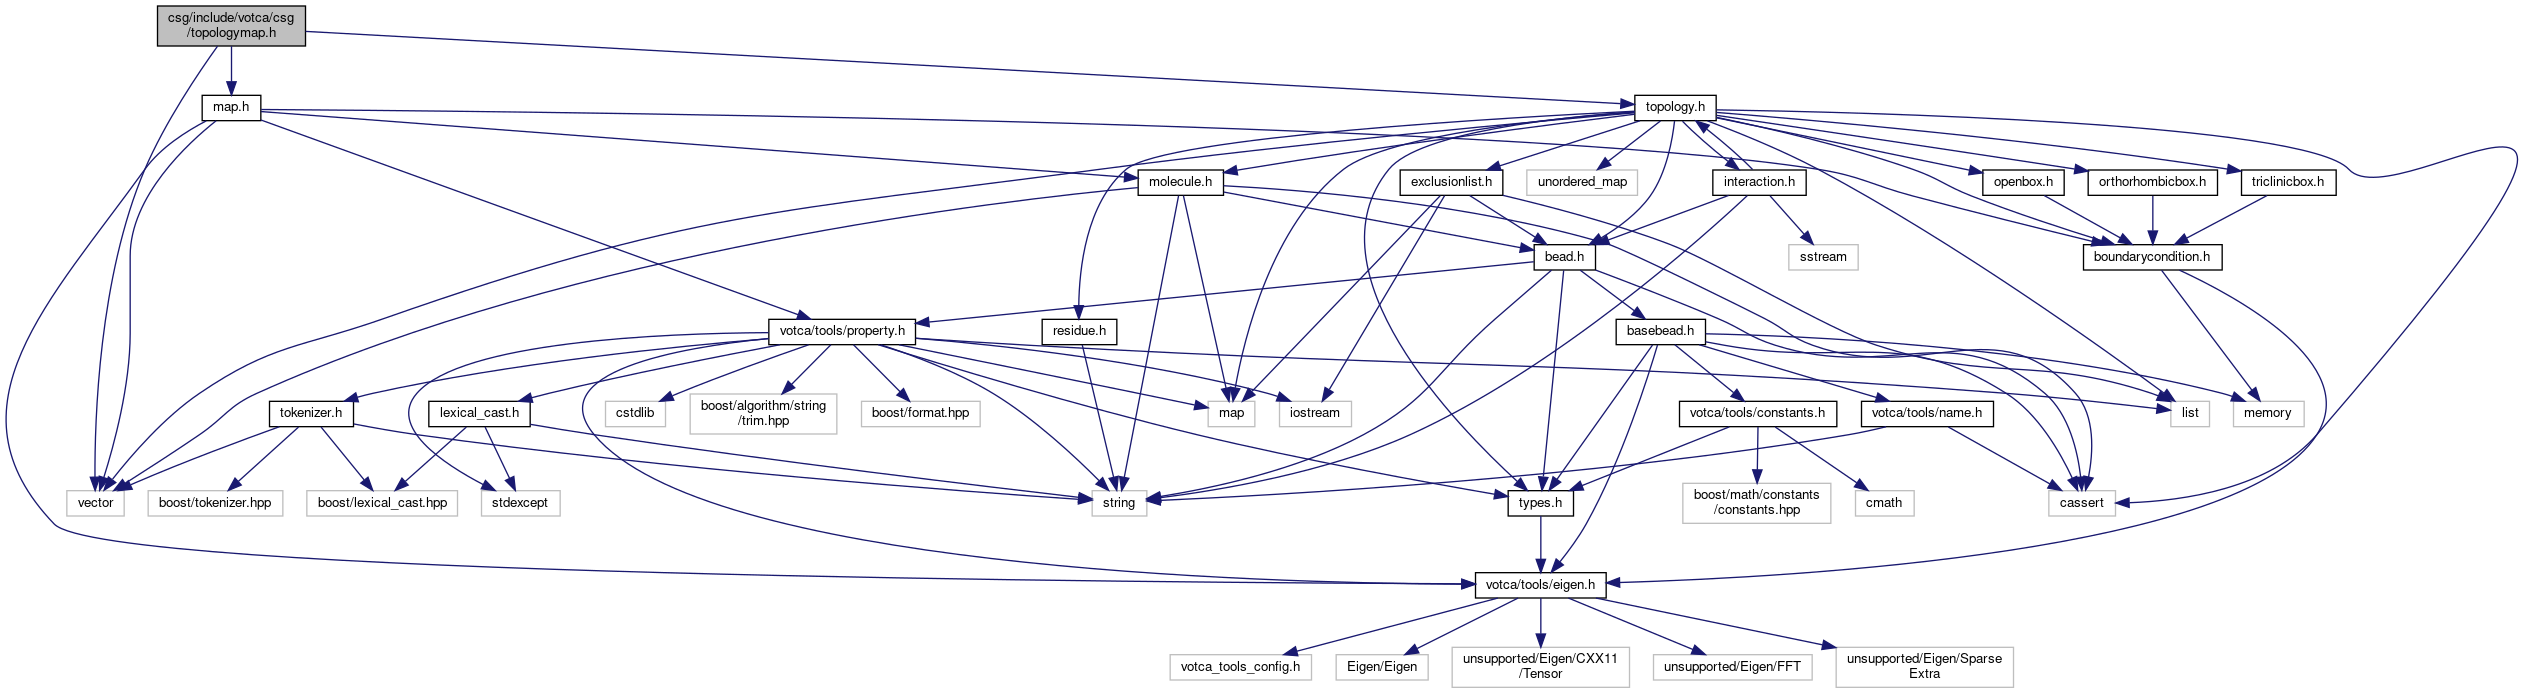 csg/include/votca/csg
/topologymap.h
map.h
topology.h
molecule.h
exclusionlist.h
unordered_map
interaction.h
openbox.h
orthorhombicbox.h
triclinicbox.h
bead.h
sstream
boundarycondition.h
votca/tools/property.h
residue.h
basebead.h
tokenizer.h
lexical_cast.h
cstdlib
boost/algorithm/string
/trim.hpp
boost/format.hpp
map
iostream
votca/tools/constants.h
votca/tools/name.h
list
memory
vector
boost/tokenizer.hpp
boost/lexical_cast.hpp
stdexcept
string
types.h
boost/math/constants
/constants.hpp
cmath
cassert
votca/tools/eigen.h
votca_tools_config.h
Eigen/Eigen
unsupported/Eigen/CXX11
/Tensor
unsupported/Eigen/FFT
unsupported/Eigen/Sparse
Extra